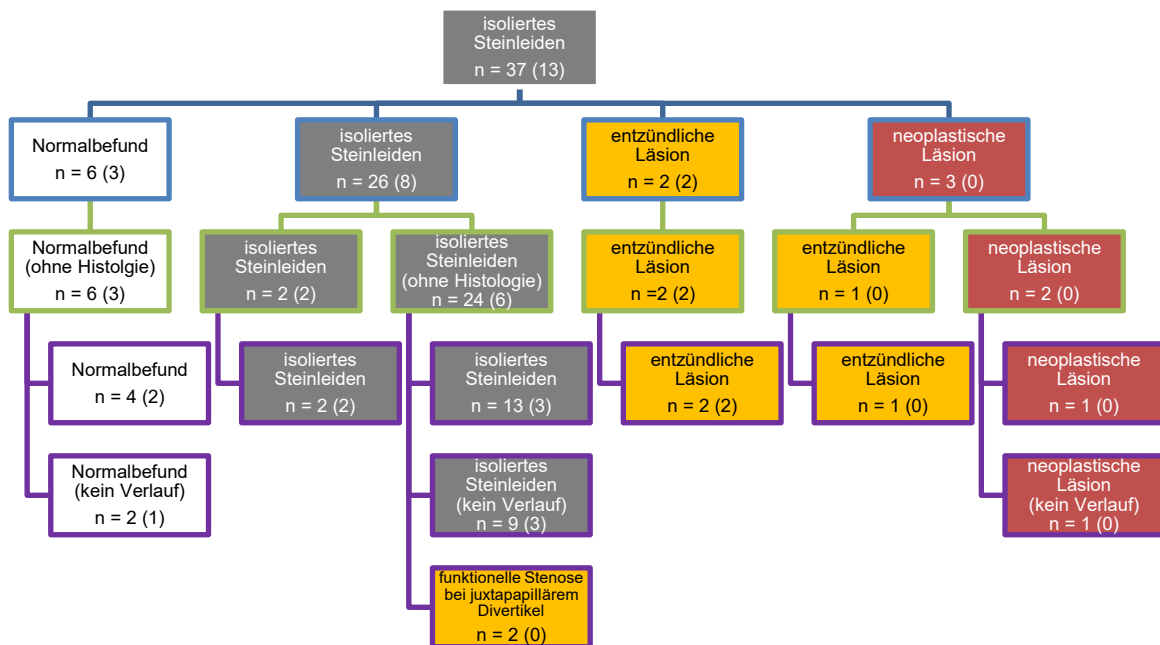 isoliertes
Steinleiden
n = 37 (13)
Normalbefund
n = 6 (3)
isoliertes
Steinleiden
n = 26 (8)
entzündliche
Läsion
n = 2 (2)
neoplastische
Läsion
n = 3 (0)
Normalbefund
(ohne Histolgie)
n = 6 (3)
isoliertes
Steinleiden
n = 2 (2)
isoliertes
Steinleiden
(ohne Histologie)
n = 24 (6)
entzündliche
Läsion
n =2 (2)
entzündliche
Läsion
n = 1 (0)
neoplastische
Läsion
n = 2 (0)
Normalbefund
n = 4 (2)
isoliertes
Steinleiden
n = 2 (2)
isoliertes
Steinleiden
n = 13 (3)
entzündliche
Läsion
n = 2 (2)
entzündliche
Läsion
n = 1 (0)
neoplastische
Läsion
n = 1 (0)
Normalbefund
(kein Verlauf)
n = 2 (1)
isoliertes
Steinleiden
(kein Verlauf)
n = 9 (3)
neoplastische
Läsion
(kein Verlauf)
n = 1 (0)
funktionelle Stenose
bei juxtapapillärem
Divertikel
n = 2 (0)